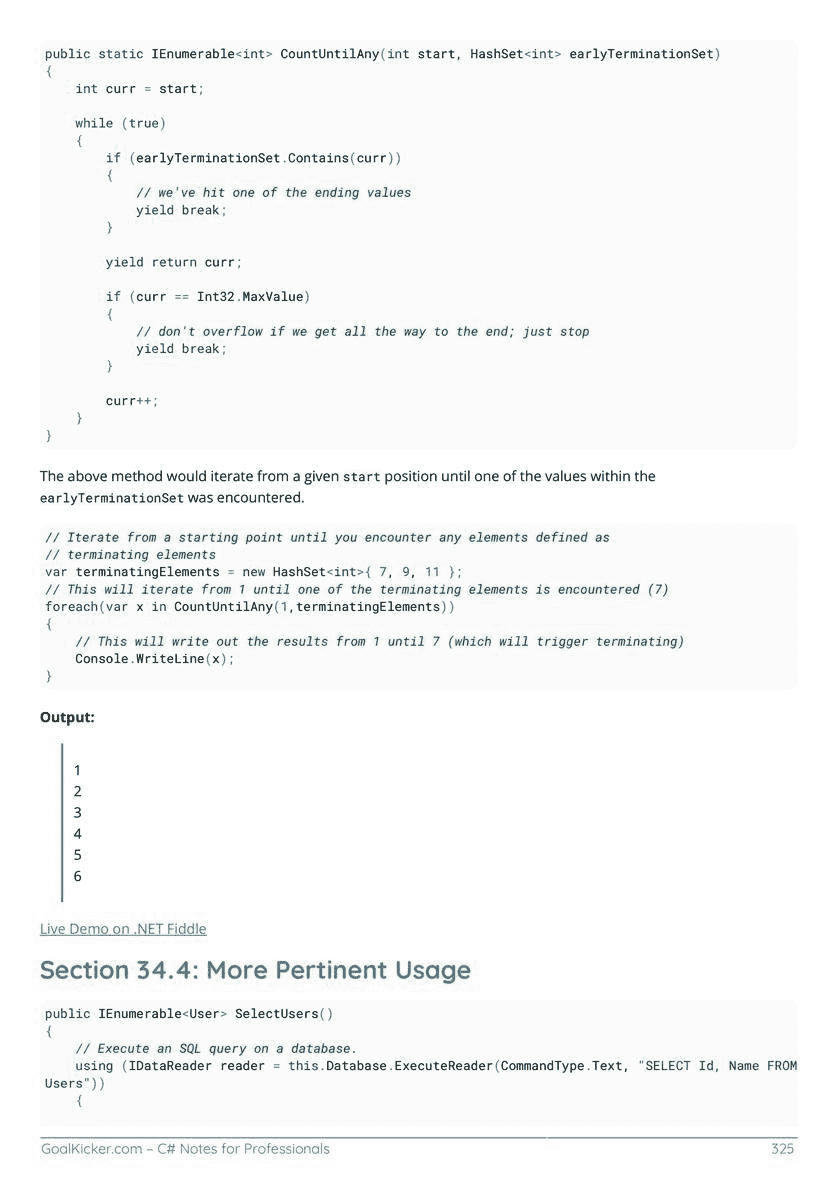 public static IEnumerable<int> CountUntilAny(int start, HashSet<int> earlyTerminationSet)
{
    int curr = start;

    while (true)
    {
        if (earlyTerminationSet.Contains(curr))
        {
            // we've hit one of the ending values
            yield break;
        }

        yield return curr;

        if (curr == Int32.MaxValue)
        {
            // don't overflow if we get all the way to the end; just stop
            yield break;
        }

        curr++;
    }
}
The above method would iterate from a given start position until one of the values within the
earlyTerminationSet was encountered.
// Iterate from a starting point until you encounter any elements defined as
// terminating elements
var terminatingElements = new HashSet<int>{ 7, 9, 11 };
// This will iterate from 1 until one of the terminating elements is encountered (7)
foreach(var x in CountUntilAny(1,terminatingElements))
{
    // This will write out the results from 1 until 7 (which will trigger terminating)
    Console.WriteLine(x);
}
Output:
1
2
3
4
5
6
Live Demo on .NET Fiddle
Section 34.4: More Pertinent Usage
public IEnumerable<User> SelectUsers()
{
    // Execute an SQL query on a database.
    using (IDataReader reader = this.Database.ExecuteReader(CommandType.Text, "SELECT Id, Name FROM
Users"))
    {
GoalKicker.com – C# Notes for Professionals 325